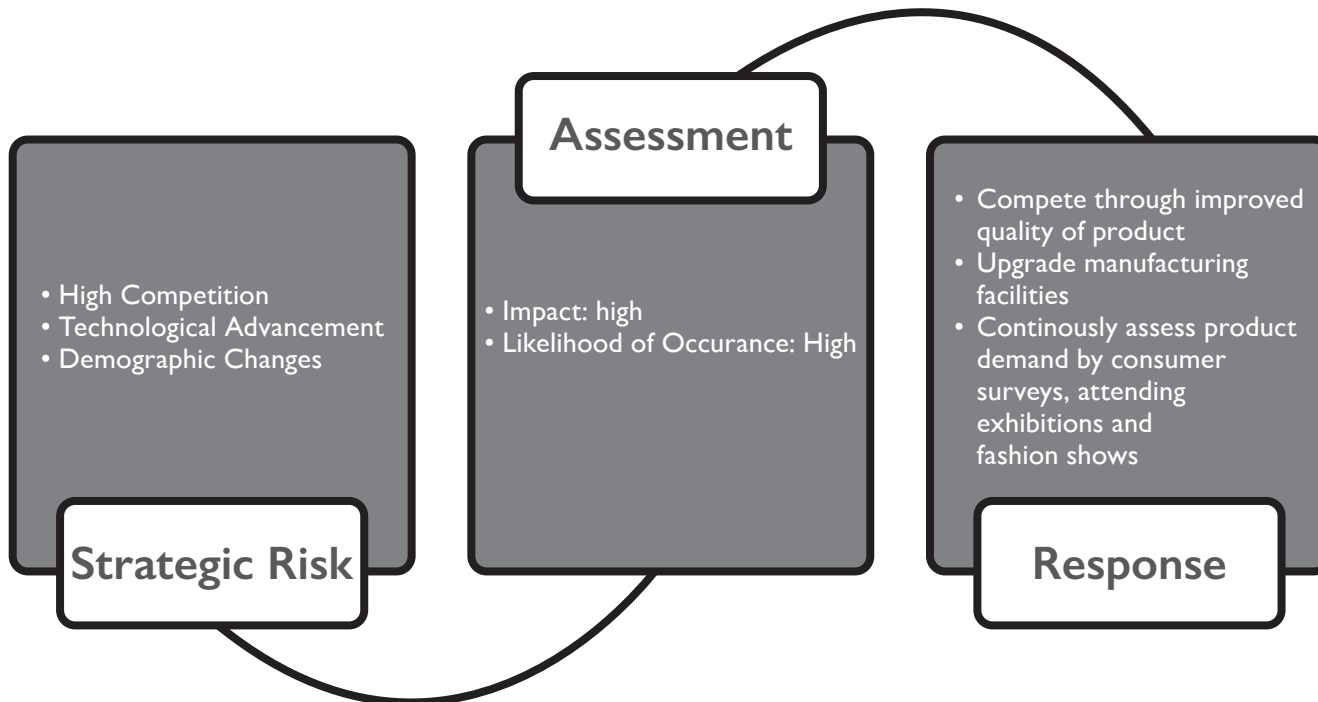 • High Competition
• Technological Advancement
• Demographic Changes
Strategic Risk
Assessment
• Impact: high
• Likelihood of Occurance: High
• Compete through improved
quality of product
• Upgrade manufacturing
facilities
• Continously assess product
demand by consumer
surveys, attending
exhibitions and
fashion shows
Response